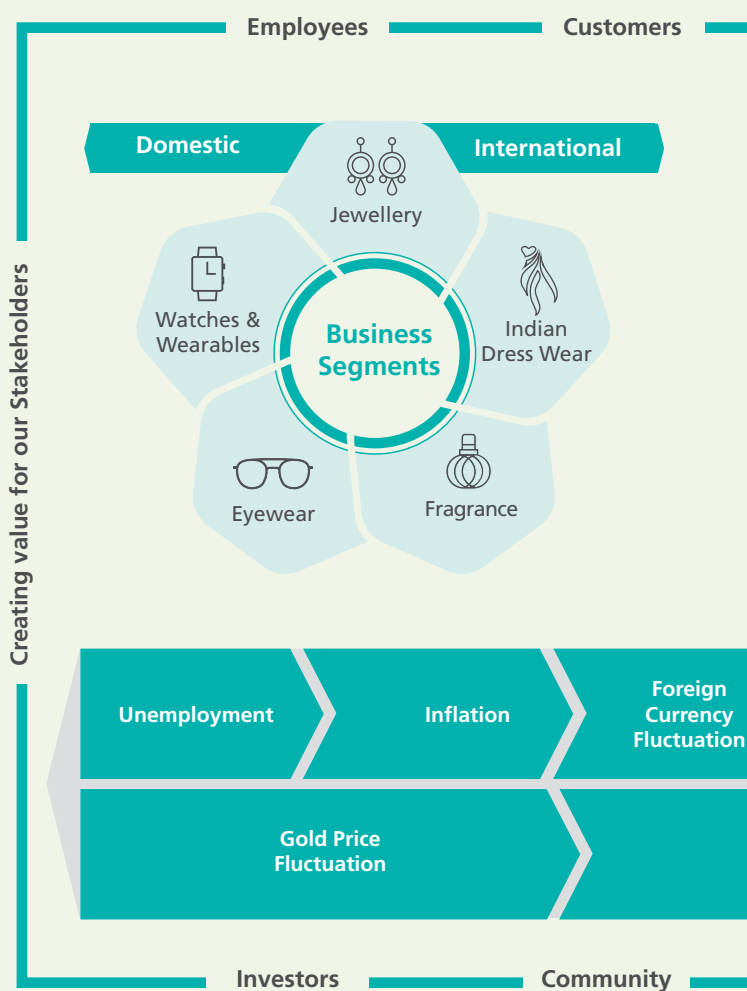 Employees
Customers
Creating value for our Stakeholders
Domestic
International
Jewellery
Watches &
Wearables
Indian
Dress Wear
Business
Segments
Eyewear
Fragrance
Unemployment
Inflation
Foreign
Currency
Fluctuation
Gold Price
Fluctuation
Investors
Community